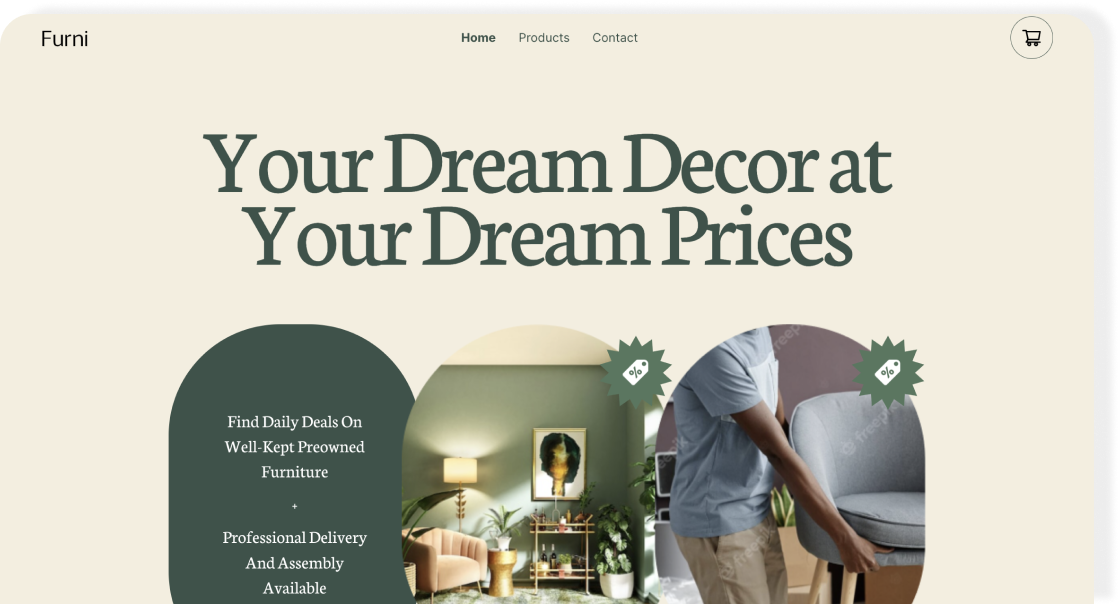 Furni
Home
Products
Contact
Your Dream Decor at
Your Dream Prices
%
%
Find Daily Deals On
Well-Kept Preowned
Furniture
+
Professional Delivery
And Assembly
Available